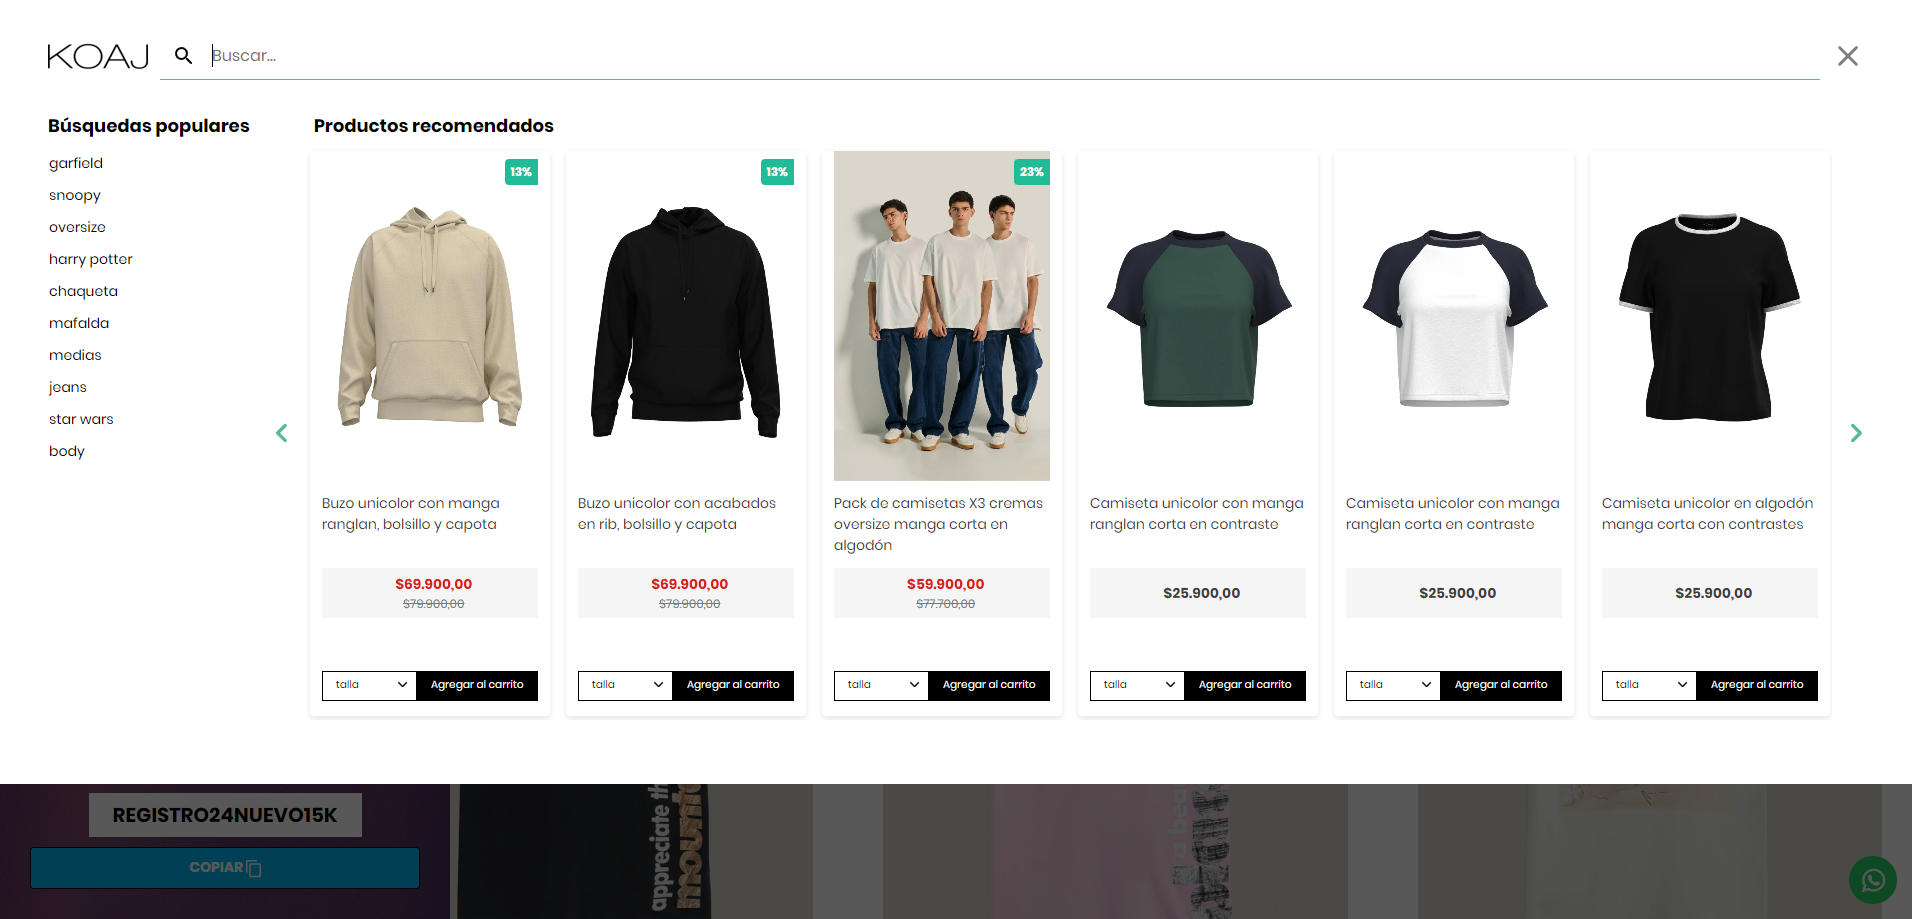 KOAJ
Buscar...
Búsquedas populares
garfield
snoopy
oversize
harry potter
chaqueta
mafalda
medias
jeans
star wars
body
Productos recomendados
13%
Buzo unicolor con manga
ranglan, bolsillo y capota
$69.900,00
$79.900,00
talla
Agregar al carrito
13%
Buzo unicolor con acabados
en rib, bolsillo y capota
$69.900,00
$79.900,00
talla
Agregar al carrito
23%
Pack de camisetas X3 cremas
oversize manga corta en
algodón
$59.900,00
$77.700,00
talla
Agregar al carrito
Camiseta unicolor con manga
ranglan corta en contraste
$25.900,00
talla
Agregar al carrito
Camiseta unicolor con manga
ranglan corta en contraste
$25.900,00
talla
Agregar al carrito
Camiseta unicolor en algodón
manga corta con contrastes
$25.900,00
talla
Agregar al carrito
REGISTRO24NUEVO15K
COPIAR
appreciate